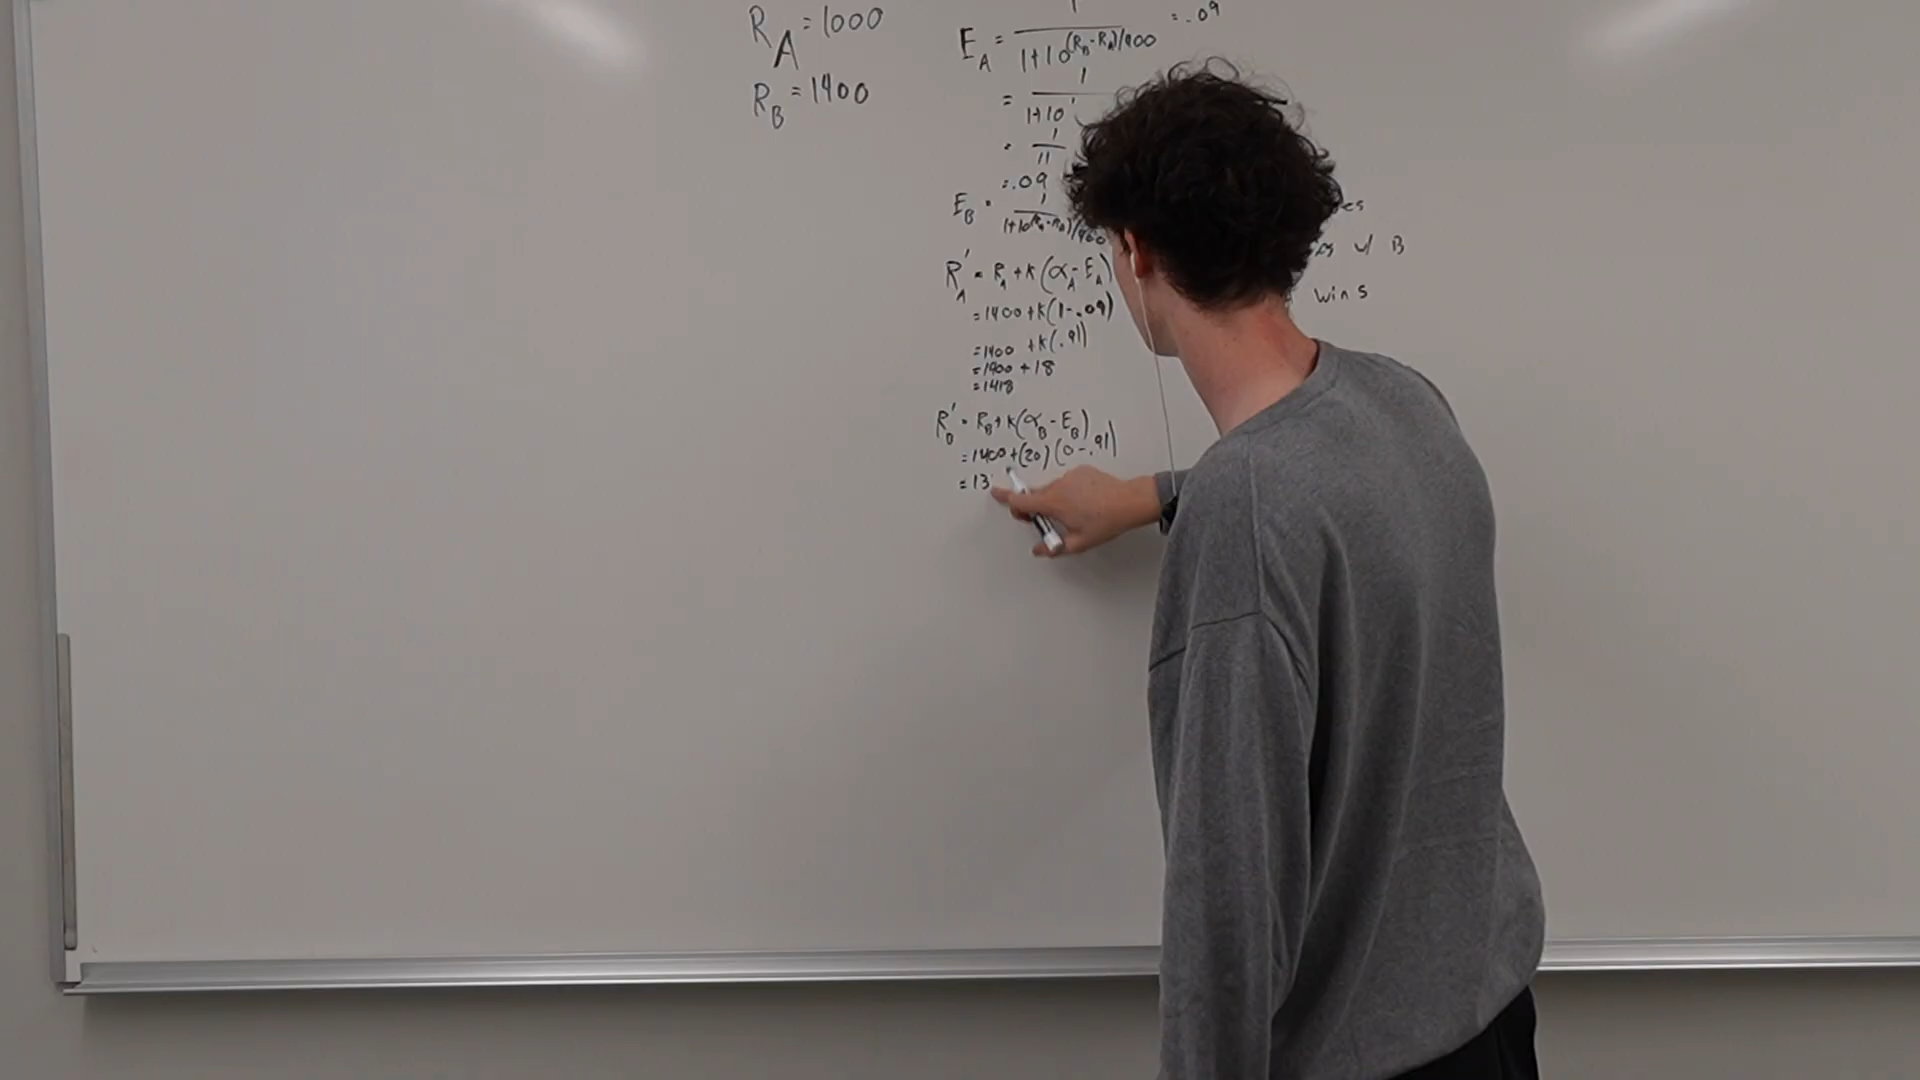 R_A = 1000
R_B = 1400
E_A = 1/(1+10^(R_B-R_A)/400) = .09
= 1/(1+10^1)
= 1/11
= .09
E_B = 1/(1+10^(R_A-R_B)/400
R'_A = R_A + K(α_A - E_A)
= 1400 + K(1-.09)
= 1400 + K(.91)
= 1400 + 18
= 1418
R'_B = R_B + K(α_B - E_B)
= 1400 + (20)(0-.91)
= 13
w/ B
wins